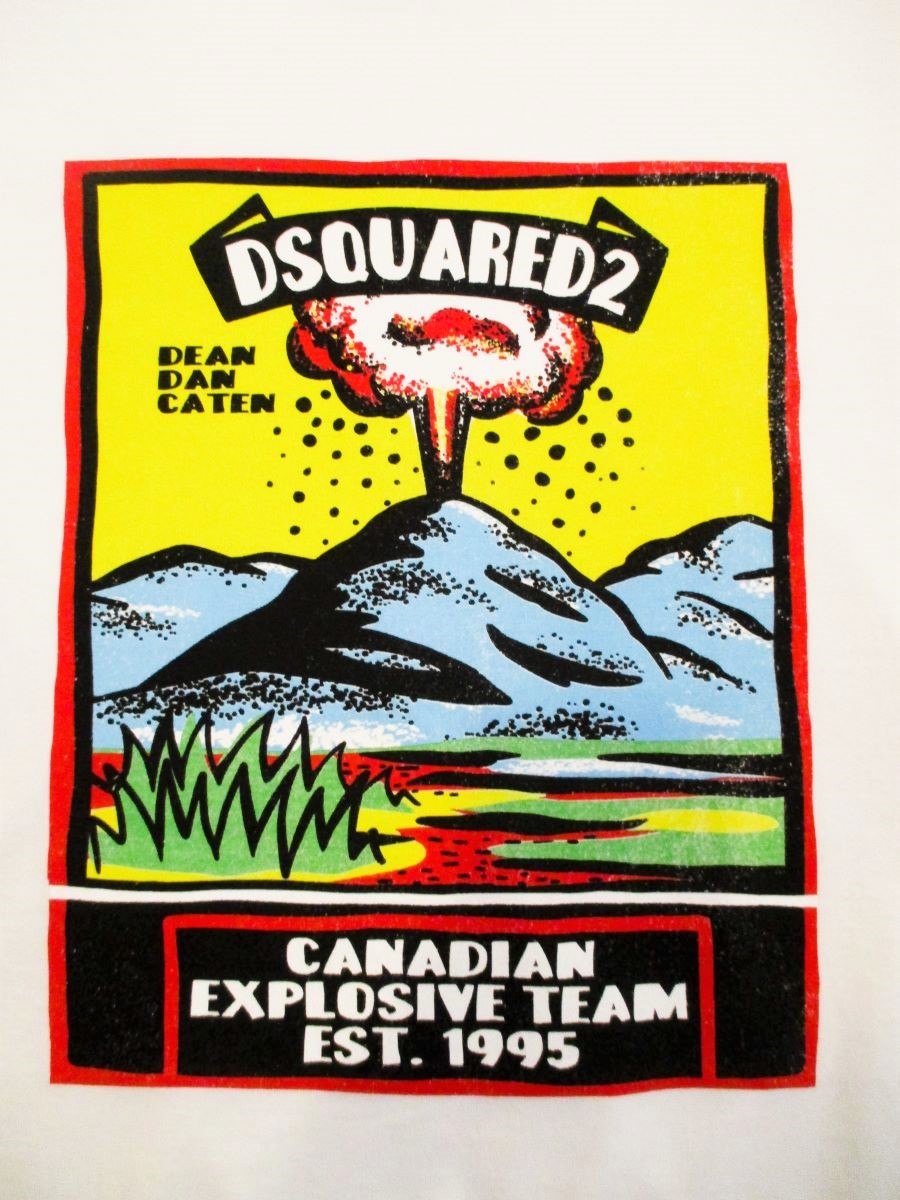 DSQUARED2
DEAN
DAN
CATEN
CANADIAN
EXPLOSIVE TEAM
EST. 1995